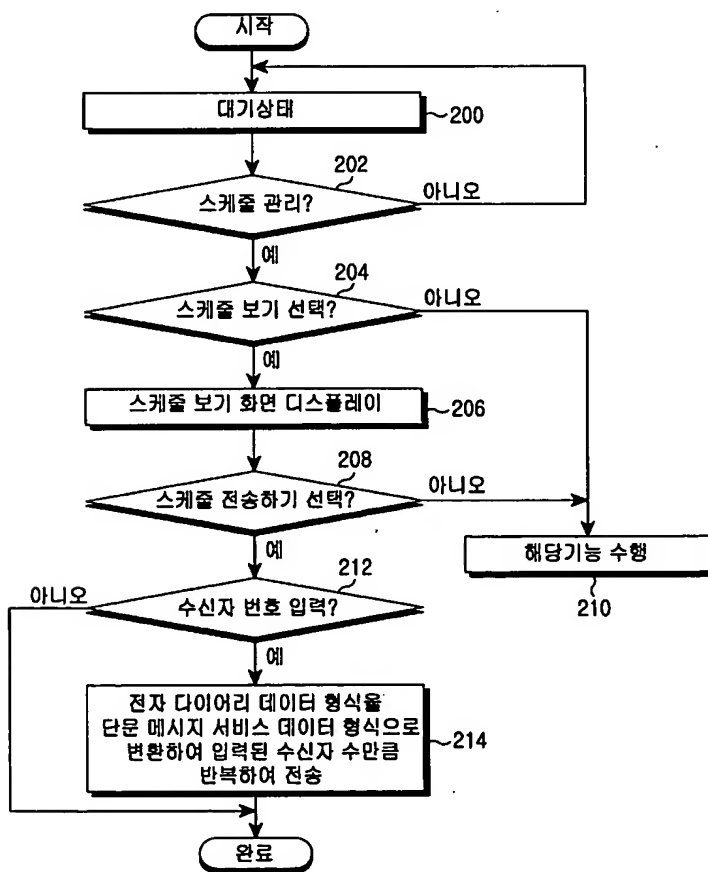 시작
대기상태
200
202
스케줄 관리?
아니오
예
204
스케줄 보기 선택?
아니오
예
스케줄 보기 화면 디스플레이
206
208
스케줄 전송하기 선택?
아니오
예
해당기능 수행
210
212
아니오
수신자 번호 입력?
예
전자 다이어리 데이터 형식을
단문 메시지 서비스 데이터 형식으로
변환하여 입력된 수신자 수만큼
반복하여 전송
214
완료